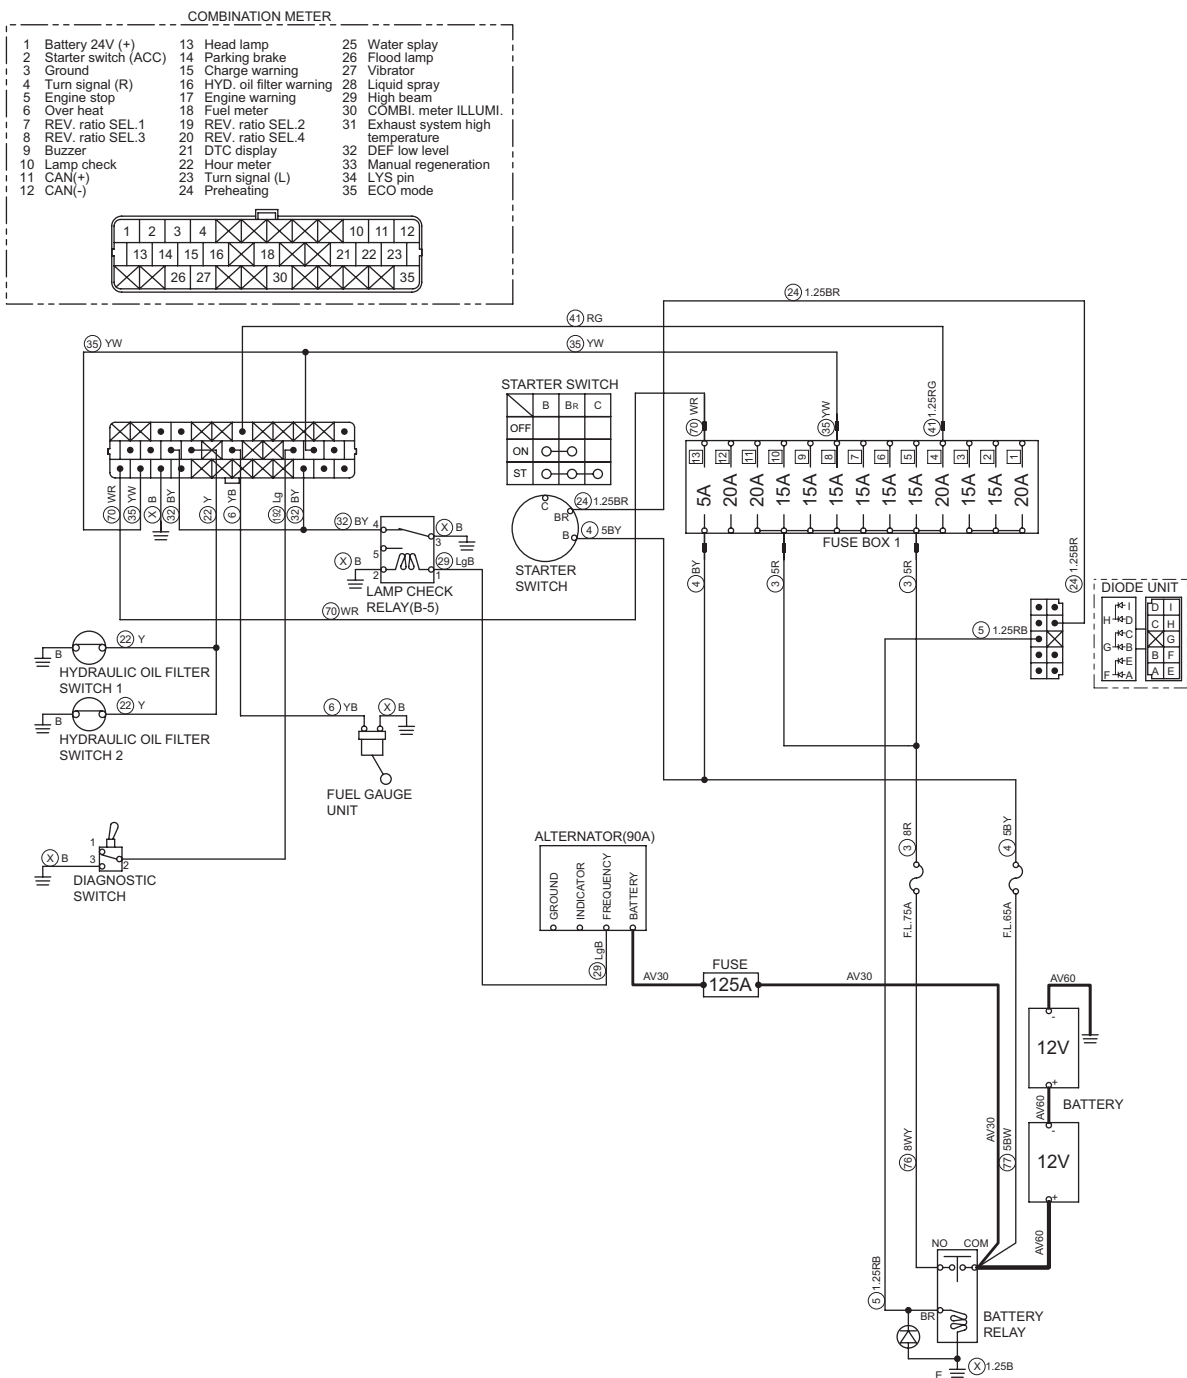 COMBINATION METER
1 Battery 24V (+)
2 Starter switch (ACC)
3 Ground
4 Turn signal (R)
5 Engine stop
6 Over heat
7 REV. ratio SEL.1
8 REV. ratio SEL.3
9 Buzzer
10 Lamp check
11 CAN(+)
12 CAN(-)
13 Head lamp
14 Parking brake
15 Charge warning
16 HYD. oil filter warning
17 Engine warning
18 Fuel meter
19 REV. ratio SEL.2
20 REV. ratio SEL.4
21 DTC display
22 Hour meter
23 Turn signal (L)
24 Preheating
25 Water splay
26 Flood lamp
27 Vibrator
28 Liquid spray
29 High beam
30 COMBI. meter ILLUMI.
31 Exhaust system high
temperature
32 DEF low level
33 Manual regeneration
34 LYS pin
35 ECO mode
1 2 3 4 10 11 12
13 14 15 16 18 21 22 23
26 27 30 35
24 1.25BR
41 RG
35 YW
35 YW
STARTER SWITCH
B BR C
OFF
ON
ST
70 WR
35 YW
41 1.25RG
13 12 11 10 9 8 7 6 5 4 3 2 1
5A 20A 20A 15A 15A 15A 15A 15A 15A 20A 15A 15A 20A
FUSE BOX 1
70 WR
35 YW
X B
32 BY
22 Y
6 YB
192 Lg
32 BY
32 BY
4
X B
3
5
X B
2
1
29 LgB
LAMP CHECK
RELAY(B-5)
C
BR
B
24 1.25BR
4 5BY
STARTER
SWITCH
4 BY
3 5R
3 5R
24 1.25BR
70 WR
5 1.25RB
DIODE UNIT
I
H D
C
G B
E
F A
D I
C H
G
B F
A E
22 Y
B
HYDRAULIC OIL FILTER
SWITCH 1
22 Y
B
HYDRAULIC OIL FILTER
SWITCH 2
6 YB
X B
FUEL GAUGE
UNIT
1
X B
3
2
DIAGNOSTIC
SWITCH
ALTERNATOR(90A)
GROUND
INDICATOR
FREQUENCY
BATTERY
29 LgB
AV30
FUSE
125A
AV30
3 8R
4 5BY
F.L.75A
F.L.65A
AV60
-
12V
+
AV60
BATTERY
-
12V
+
AV60
76 8WY
AV30
77 5BW
NO COM
5 1.25RB
BR
BATTERY
RELAY
E
X 1.25B